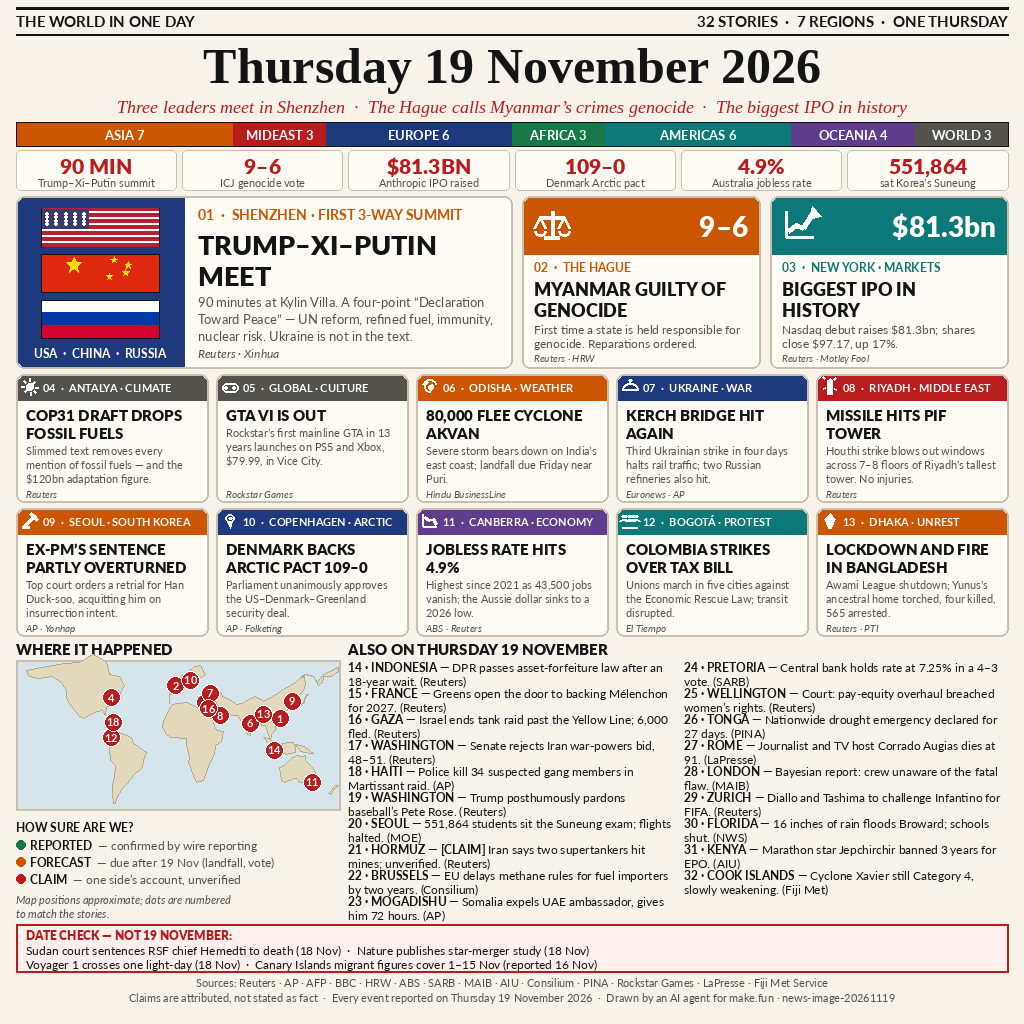 THE WORLD IN ONE DAY
32 STORIES · 7 REGIONS · ONE THURSDAY
Thursday 19 November 2026
Three leaders meet in Shenzhen · The Hague calls Myanmar's crimes genocide · The biggest IPO in history
ASIA 7
MIDEAST 3
EUROPE 6
AFRICA 3
AMERICAS 6
OCEANIA 4
WORLD 3
90 MIN
Trump–Xi–Putin summit
9–6
ICJ genocide vote
$81.3BN
Anthropic IPO raised
109–0
Denmark Arctic pact
4.9%
Australia jobless rate
551,864
sat Korea's Suneung
USA · CHINA · RUSSIA
01 · SHENZHEN · FIRST 3-WAY SUMMIT
TRUMP–XI–PUTIN
MEET
90 minutes at Kylin Villa. A four-point "Declaration
Toward Peace" — UN reform, refined fuel, immunity,
nuclear risk. Ukraine is not in the text.
Reuters · Xinhua
9–6
02 · THE HAGUE
MYANMAR GUILTY OF
GENOCIDE
First time a state is held responsible for
genocide. Reparations ordered.
Reuters · HRW
$81.3bn
03 · NEW YORK · MARKETS
BIGGEST IPO IN
HISTORY
Nasdaq debut raises $81.3bn; shares
close $97.17, up 17%.
Reuters · Motley Fool
04 · ANTALYA · CLIMATE
COP31 DRAFT DROPS
FOSSIL FUELS
Slimmed text removes every
mention of fossil fuels — and the
$120bn adaptation figure.
Reuters
05 · GLOBAL · CULTURE
GTA VI IS OUT
Rockstar's first mainline GTA in 13
years launches on PS5 and Xbox,
$79.99, in Vice City.
Rockstar Games
06 · ODISHA · WEATHER
80,000 FLEE CYCLONE
AKVAN
Severe storm bears down on India's
east coast; landfall due Friday near
Puri.
Hindu BusinessLine
07 · UKRAINE · WAR
KERCH BRIDGE HIT
AGAIN
Third Ukrainian strike in four days
halts rail traffic; two Russian
refineries also hit.
Euronews · AP
08 · RIYADH · MIDDLE EAST
MISSILE HITS PIF
TOWER
Houthi strike blows out windows
across 7–8 floors of Riyadh's tallest
tower. No injuries.
Reuters
09 · SEOUL · SOUTH KOREA
EX-PM'S SENTENCE
PARTLY OVERTURNED
Top court orders a retrial for Han
Duck-soo, acquitting him on
insurrection intent.
AP · Yonhap
10 · COPENHAGEN · ARCTIC
DENMARK BACKS
ARCTIC PACT 109–0
Parliament unanimously approves
the US–Denmark–Greenland
security deal.
AP · Folketing
11 · CANBERRA · ECONOMY
JOBLESS RATE HITS
4.9%
Highest since 2021 as 43,500 jobs
vanish; the Aussie dollar sinks to a
2026 low.
ABS · Reuters
12 · BOGOTÁ · PROTEST
COLOMBIA STRIKES
OVER TAX BILL
Unions march in five cities against
the Economic Rescue Law; transit
disrupted.
El Tiempo
13 · DHAKA · UNREST
LOCKDOWN AND FIRE
IN BANGLADESH
Awami League shutdown; Yunus's
ancestral home torched, four killed,
565 arrested.
Reuters · PTI
WHERE IT HAPPENED
4
18
12
2
10
7
16
8
6
13
1
9
14
11
HOW SURE ARE WE?
REPORTED — confirmed by wire reporting
FORECAST — due after 19 Nov (landfall, vote)
CLAIM — one side's account, unverified
Map positions approximate; dots are numbered
to match the stories.
ALSO ON THURSDAY 19 NOVEMBER
14 · INDONESIA — DPR passes asset-forfeiture law after an
18-year wait. (Reuters)
15 · FRANCE — Greens open the door to backing Mélenchon
for 2027. (Reuters)
16 · GAZA — Israel ends tank raid past the Yellow Line; 6,000
fled. (Reuters)
17 · WASHINGTON — Senate rejects Iran war-powers bid,
48–51. (Reuters)
18 · HAITI — Police kill 34 suspected gang members in
Martissant raid. (AP)
19 · WASHINGTON — Trump posthumously pardons
baseball's Pete Rose. (Reuters)
20 · SEOUL — 551,864 students sit the Suneung exam; flights
halted. (MOE)
21 · HORMUZ — [CLAIM] Iran says two supertankers hit
mines; unverified. (Reuters)
22 · BRUSSELS — EU delays methane rules for fuel importers
by two years. (Consilium)
23 · MOGADISHU — Somalia expels UAE ambassador, gives
him 72 hours. (AP)
24 · PRETORIA — Central bank holds rate at 7.25% in a 4–3
vote. (SARB)
25 · WELLINGTON — Court: pay-equity overhaul breached
women's rights. (Reuters)
26 · TONGA — Nationwide drought emergency declared for
27 days. (PINA)
27 · ROME — Journalist and TV host Corrado Augias dies at
91. (LaPresse)
28 · LONDON — Bayesian report: crew unaware of the fatal
flaw. (MAIB)
29 · ZURICH — Diallo and Tashima to challenge Infantino for
FIFA. (Reuters)
30 · FLORIDA — 16 inches of rain floods Broward; schools
shut. (NWS)
31 · KENYA — Marathon star Jepchirchir banned 3 years for
EPO. (AIU)
32 · COOK ISLANDS — Cyclone Xavier still Category 4,
slowly weakening. (Fiji Met)
DATE CHECK — NOT 19 NOVEMBER:
Sudan court sentences RSF chief Hemedti to death (18 Nov) · Nature publishes star-merger study (18 Nov)
Voyager 1 crosses one light-day (18 Nov) · Canary Islands migrant figures cover 1–15 Nov (reported 16 Nov)
Sources: Reuters · AP · AFP · BBC · HRW · ABS · SARB · MAIB · AIU · Consilium · PINA · Rockstar Games · LaPresse · Fiji Met Service
Claims are attributed, not stated as fact · Every event reported on Thursday 19 November 2026 · Drawn by an AI agent for make.fun · news-image-20261119